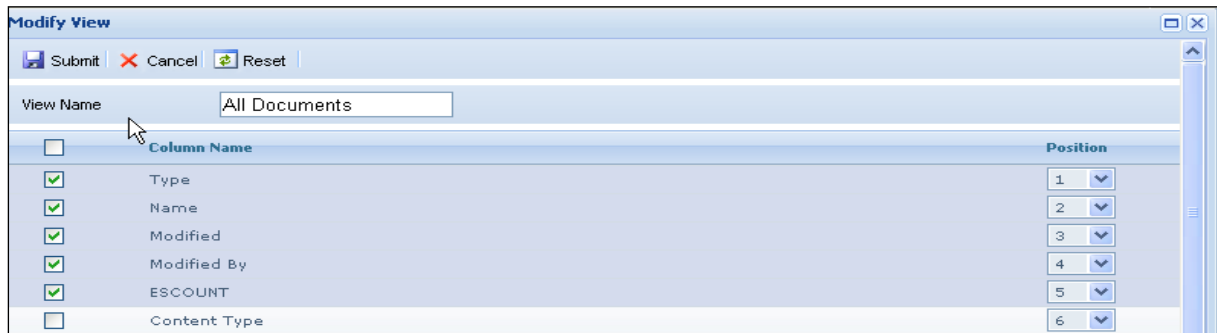 Modify View
Submit Cancel Reset
View Name All Documents
Column Name Position
Type 1
Name 2
Modified 3
Modified By 4
ESCOUNT 5
Content Type 6